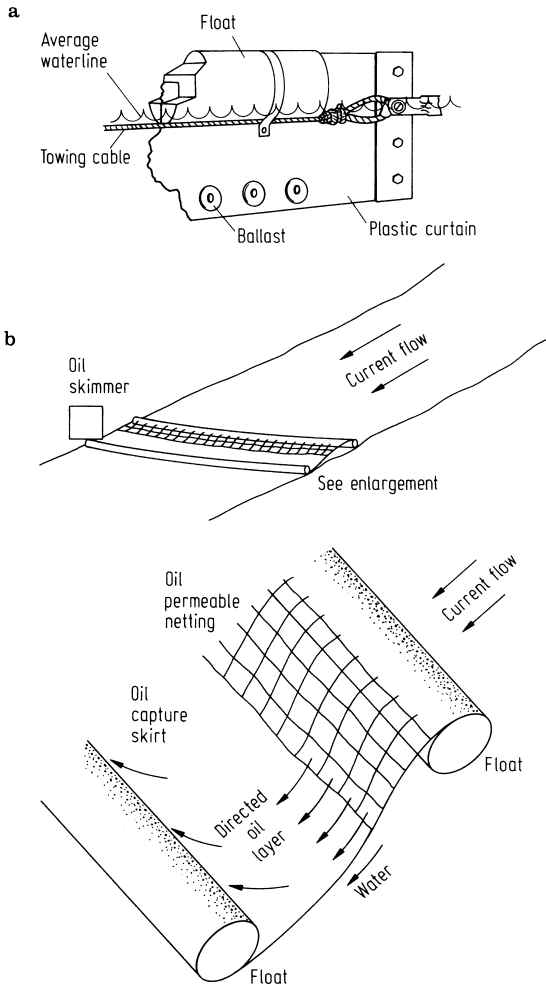 a
Float
Average
waterline
Towing cable
Ballast
Plastic curtain
b
Oil
skimmer
Current flow
See enlargement
Oil
permeable
netting
Current flow
Oil
capture
skirt
Float
Directed
oil
layer
Water
Float